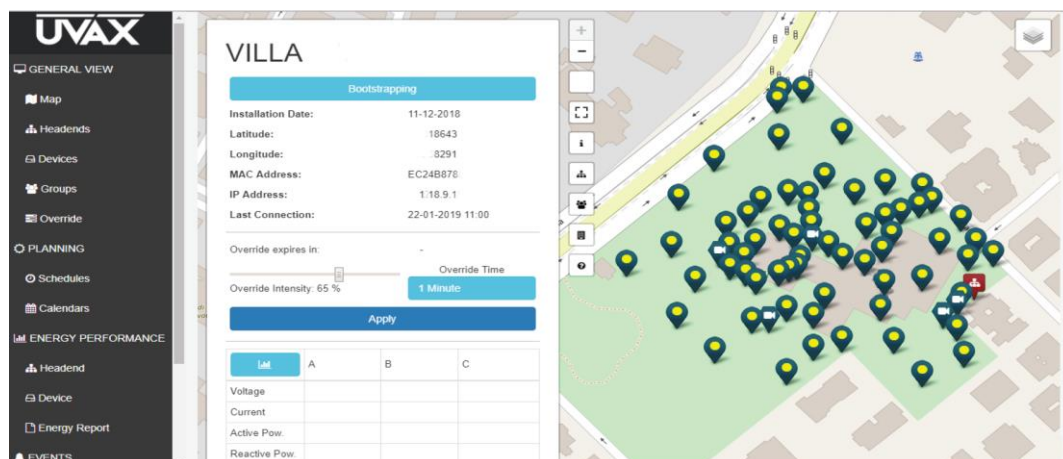 UVAX
GENERAL VIEW
Map
Headends
Devices
Groups
Override
PLANNING
Schedules
Calendars
ENERGY PERFORMANCE
Headend
Device
Energy Report
EVENTS
VILLA
Bootstrapping
Installation Date: 11-12-2018
Latitude: 18643
Longitude: 8291
MAC Address: EC24B878
IP Address: 1.18.9.1
Last Connection: 22-01-2019 11:00
Override expires in: -
Override Time
Override Intensity: 65 % 1 Minute
Apply
A B C
Voltage
Current
Active Pow.
Reactive Pow.